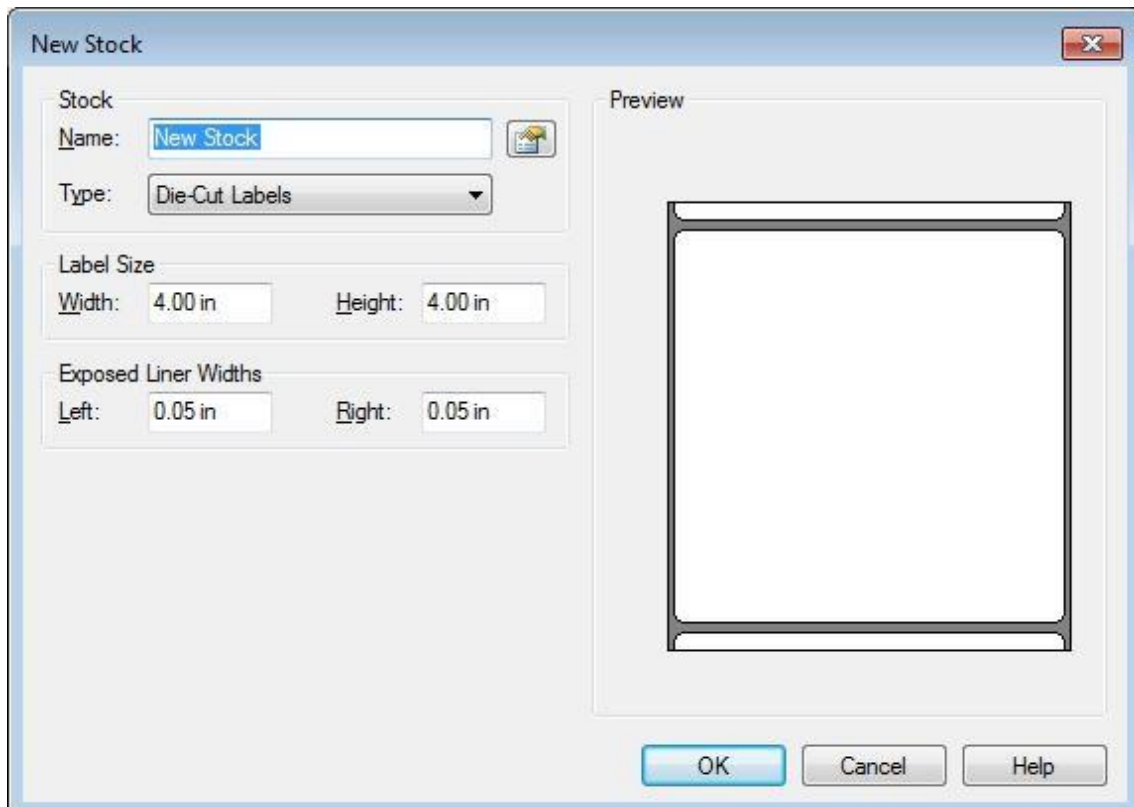 New Stock
Stock
Name: New Stock
Type: Die-Cut Labels
Label Size
Width: 4.00 in Height: 4.00 in
Exposed Liner Widths
Left: 0.05 in Right: 0.05 in
Preview
OK Cancel Help